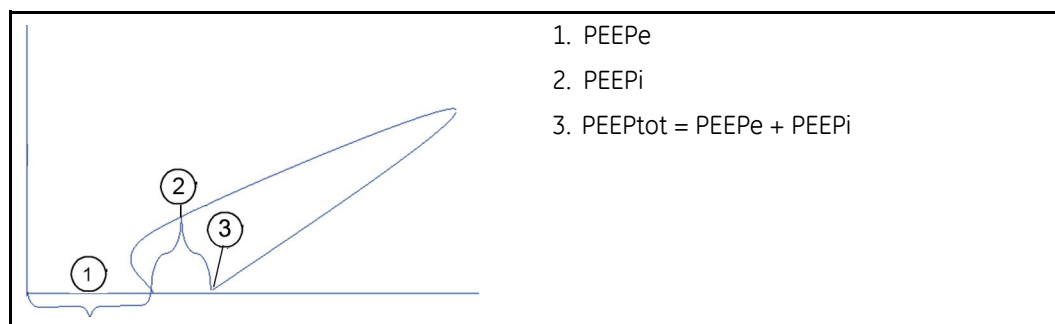 1. PEEPe
2. PEEPi
3. PEEPtot = PEEPe + PEEPi
2
3
1